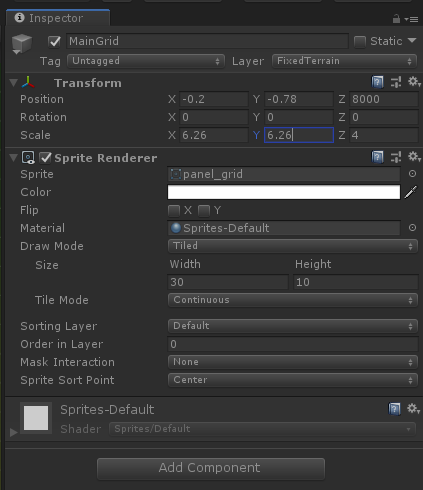 Inspector
MainGrid Static
Tag Untagged Layer FixedTerrain
Transform
Position X -0.2 Y -0.78 Z 8000
Rotation X 0 Y 0 Z 0
Scale X 6.26 Y 6.26 Z 4
Sprite Renderer
Sprite panel_grid
Color
Flip X Y
Material Sprites-Default
Draw Mode Tiled
Size Width Height
30 10
Tile Mode Continuous
Sorting Layer Default
Order in Layer 0
Mask Interaction None
Sprite Sort Point Center
Sprites-Default
Shader Sprites/Default
Add Component